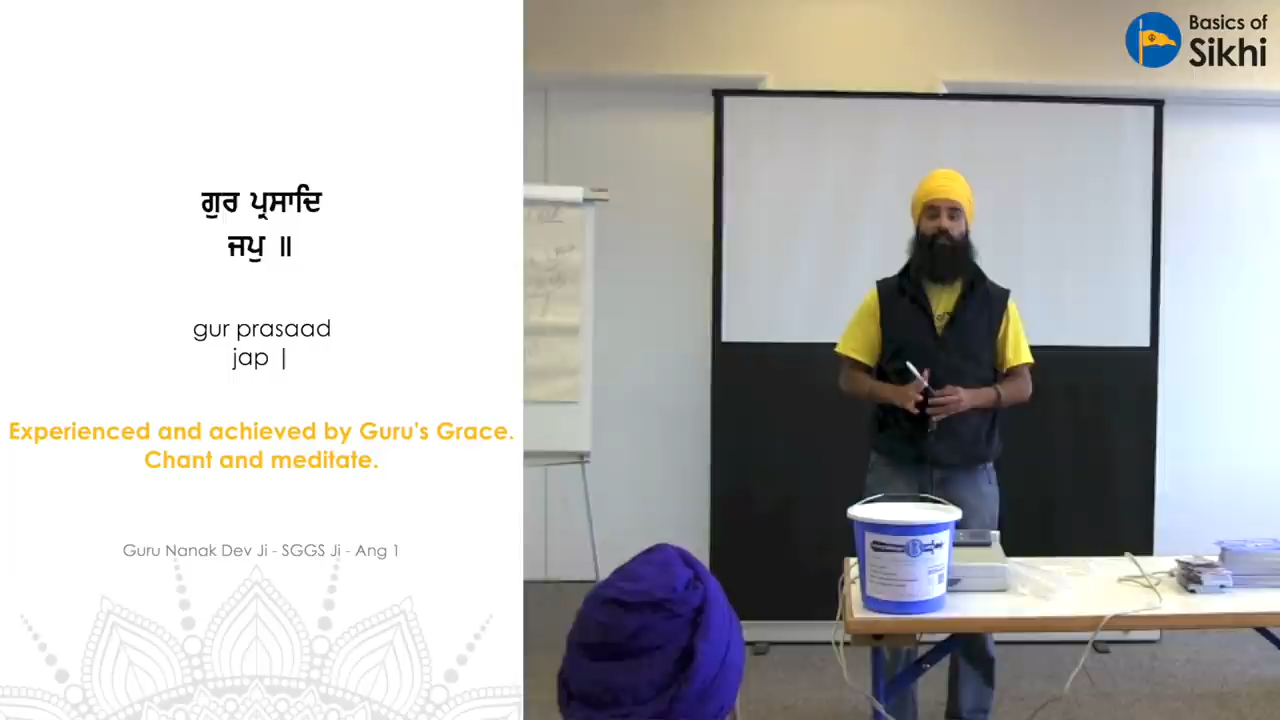 ਗੁਰ ਪ੍ਰਸਾਦਿ
ਜਪੁ ॥
gur prasaad
jap |
Experienced and achieved by Guru's Grace.
Chant and meditate.
Guru Nanak Dev Ji - SGGS Ji - Ang 1
Basics of
Sikhi